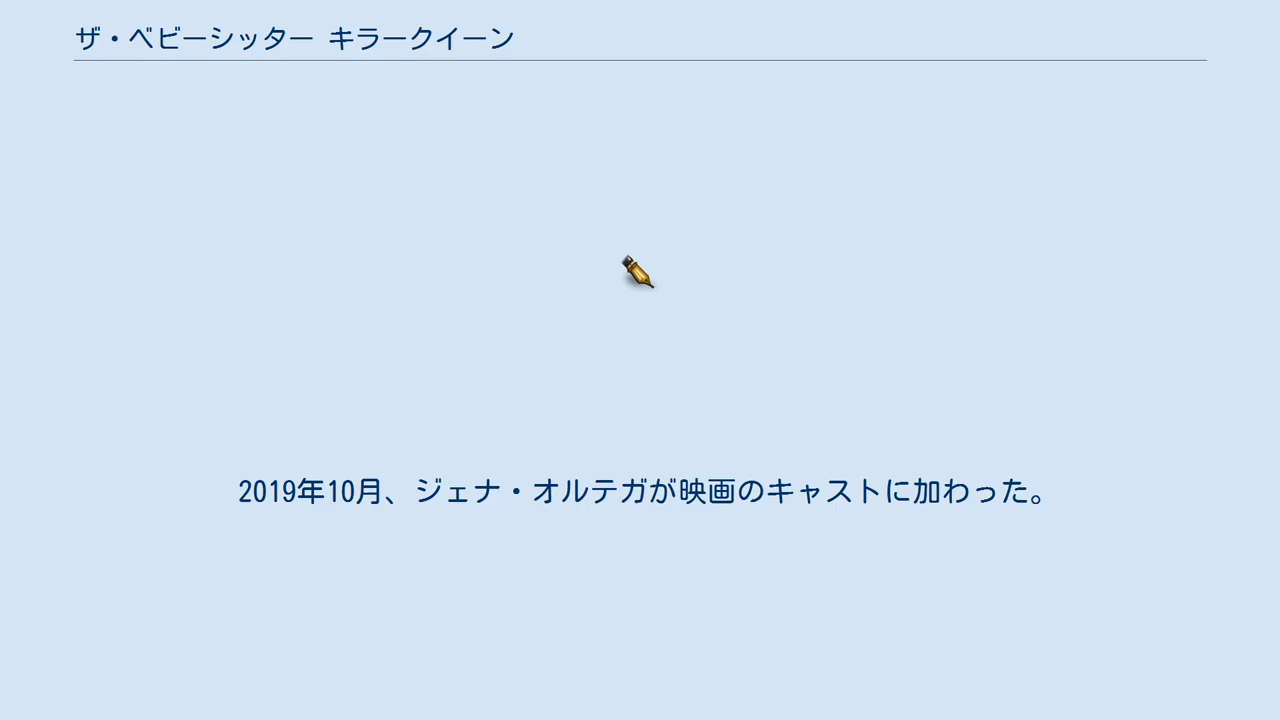 ザ・ベビーシッター キラークイーン
2019年10月、ジェナ・オルテガが映画のキャストに加わった。